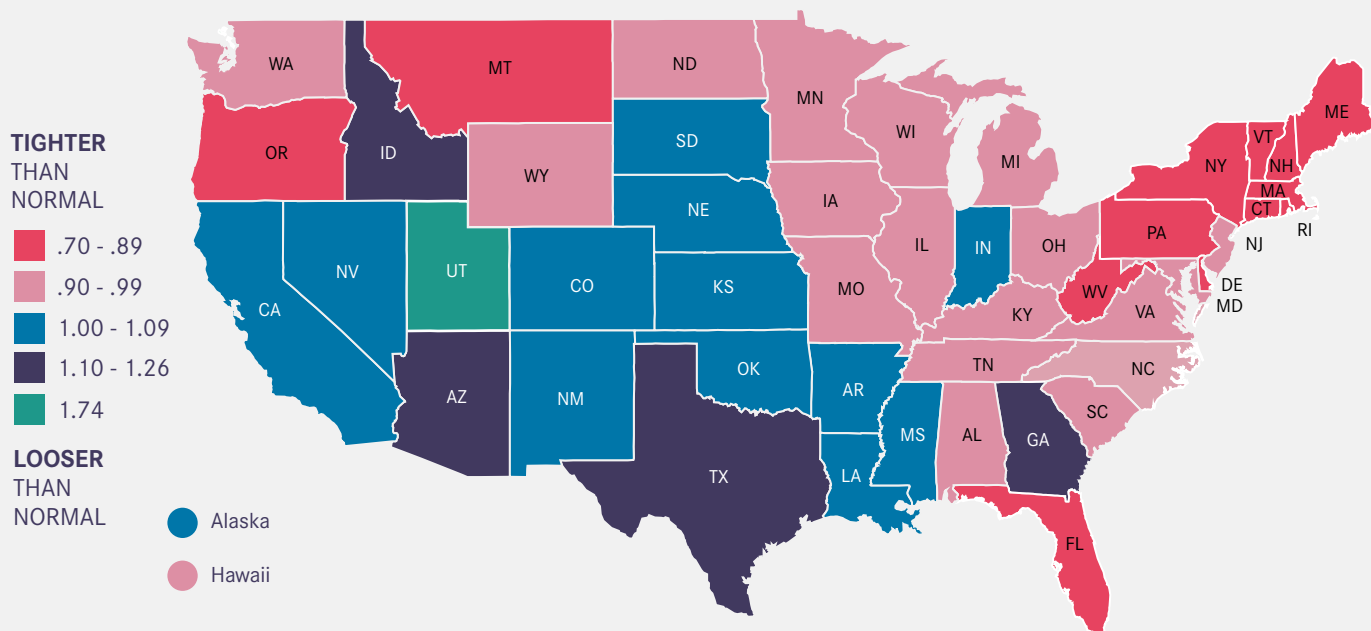 TIGHTER
THAN
NORMAL
.70 - .89
.90 - .99
1.00 - 1.09
1.10 - 1.26
1.74
LOOSER
THAN
NORMAL
Alaska
Hawaii
WA
MT
ND
MN
WI
MI
ME
VT
NH
NY
MA
CT
RI
NJ
PA
OR
ID
WY
SD
NE
IA
IL
IN
OH
WV
DE
MD
VA
KY
MO
KS
CO
UT
NV
CA
AZ
NM
OK
AR
TN
NC
SC
GA
AL
MS
LA
TX
FL